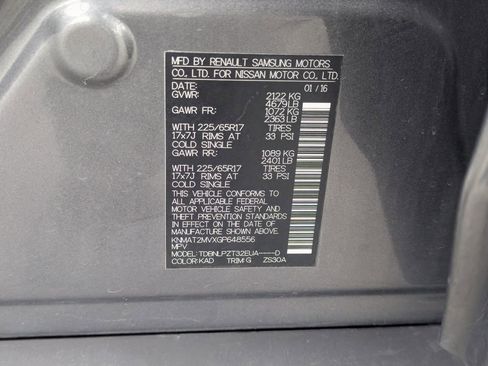 MFD BY RENAULT SAMSUNG MOTORS
CO., LTD. FOR NISSAN MOTOR CO., LTD.
DATE: 01/16
GVWR: 2122 KG
4679 LB
GAWR FR: 1072 KG
2363 LB
WITH 225/65R17 TIRES
17x7J RIMS AT 33 PSI
COLD SINGLE
GAWR RR: 1089 KG
2401 LB
WITH 225/65R17 TIRES
17x7J RIMS AT 33 PSI
COLD SINGLE
THIS VEHICLE CONFORMS TO
ALL APPLICABLE FEDERAL
MOTOR VEHICLE SAFETY AND
THEFT PREVENTION STANDARDS
IN EFFECT ON THE DATE OF
MANUFACTURE SHOWN ABOVE.
KNMAT2MVXGP648556
MPV
MODEL: TDBNLPZT32EUA-----D
COLOR: KAD TRIM: G ZS30A